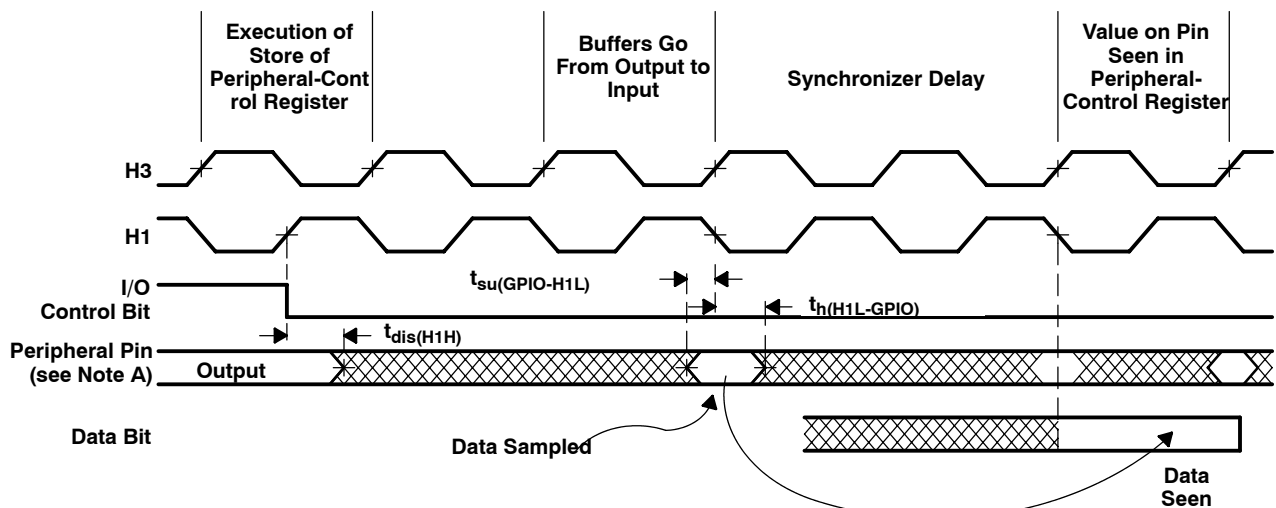 Execution of
Store of
Peripheral-Cont
rol Register
Buffers Go
From Output to
Input
Synchronizer Delay
Value on Pin
Seen in
Peripheral-
Control Register
H3
H1
I/O
Control Bit
tsu(GPIO-H1L)
th(H1L-GPIO)
tdis(H1H)
Peripheral Pin
(see Note A)
Output
Data Bit
Data Sampled
Data
Seen